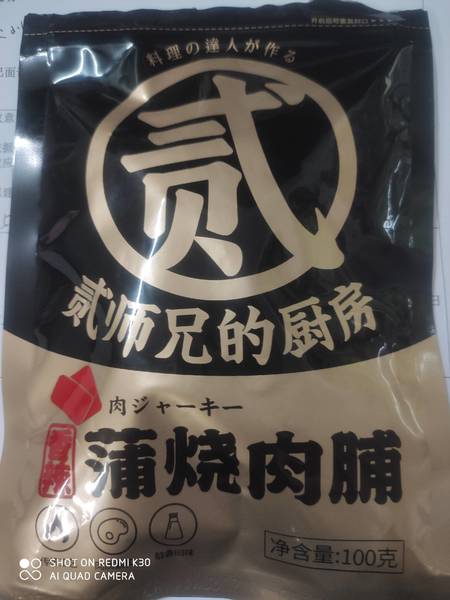 料理の達人が作る
贰
贰师兄的厨房
肉ジャーキー
香辣
蒲烧肉脯
净含量:100克
SHOT ON REDMI K30
AI QUAD CAMERA